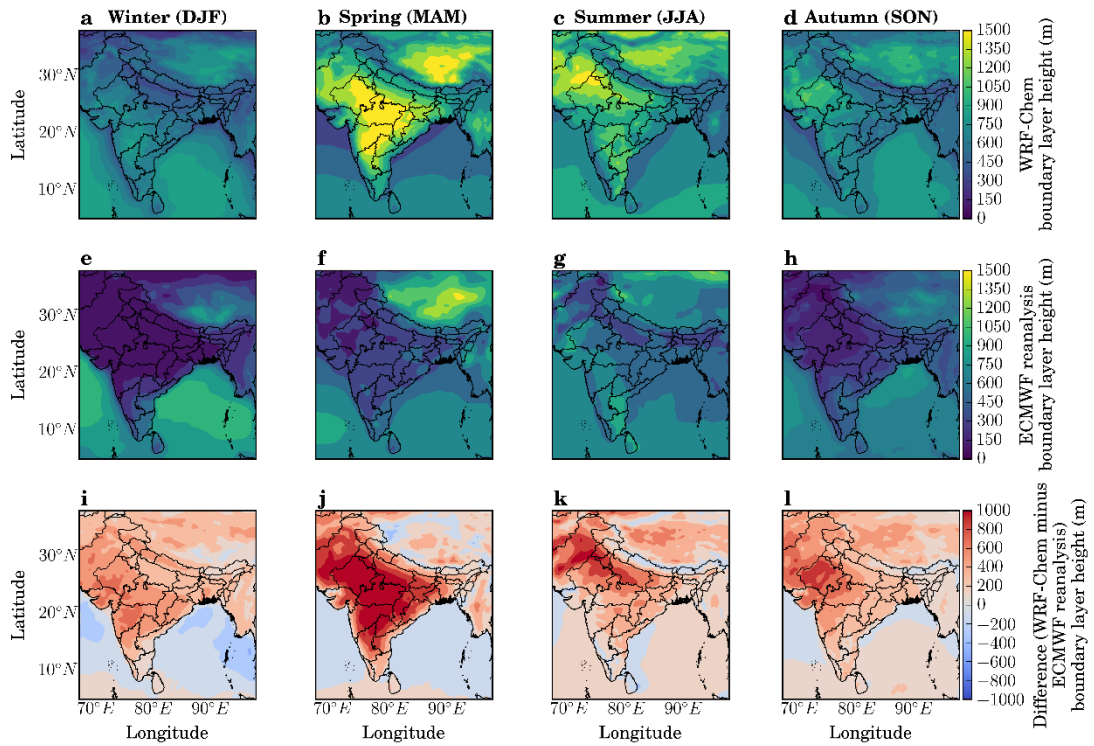 a Winter (DJF)
b Spring (MAM)
c Summer (JJA)
d Autumn (SON)
Latitude
30°N
20°N
10°N
1500
1350
1200
1050
900
750
600
450
300
150
0
WRF-Chem
boundary layer height (m)
e
f
g
h
Latitude
30°N
20°N
10°N
1500
1350
1200
1050
900
750
600
450
300
150
0
ECMWF reanalysis
boundary layer height (m)
i
j
k
l
Latitude
30°N
20°N
10°N
70°E 80°E 90°E
70°E 80°E 90°E
70°E 80°E 90°E
70°E 80°E 90°E
Longitude
Longitude
Longitude
Longitude
1000
800
600
400
200
0
−200
−400
−600
−800
−1000
Difference (WRF-Chem minus
ECMWF reanalysis)
boundary layer height (m)